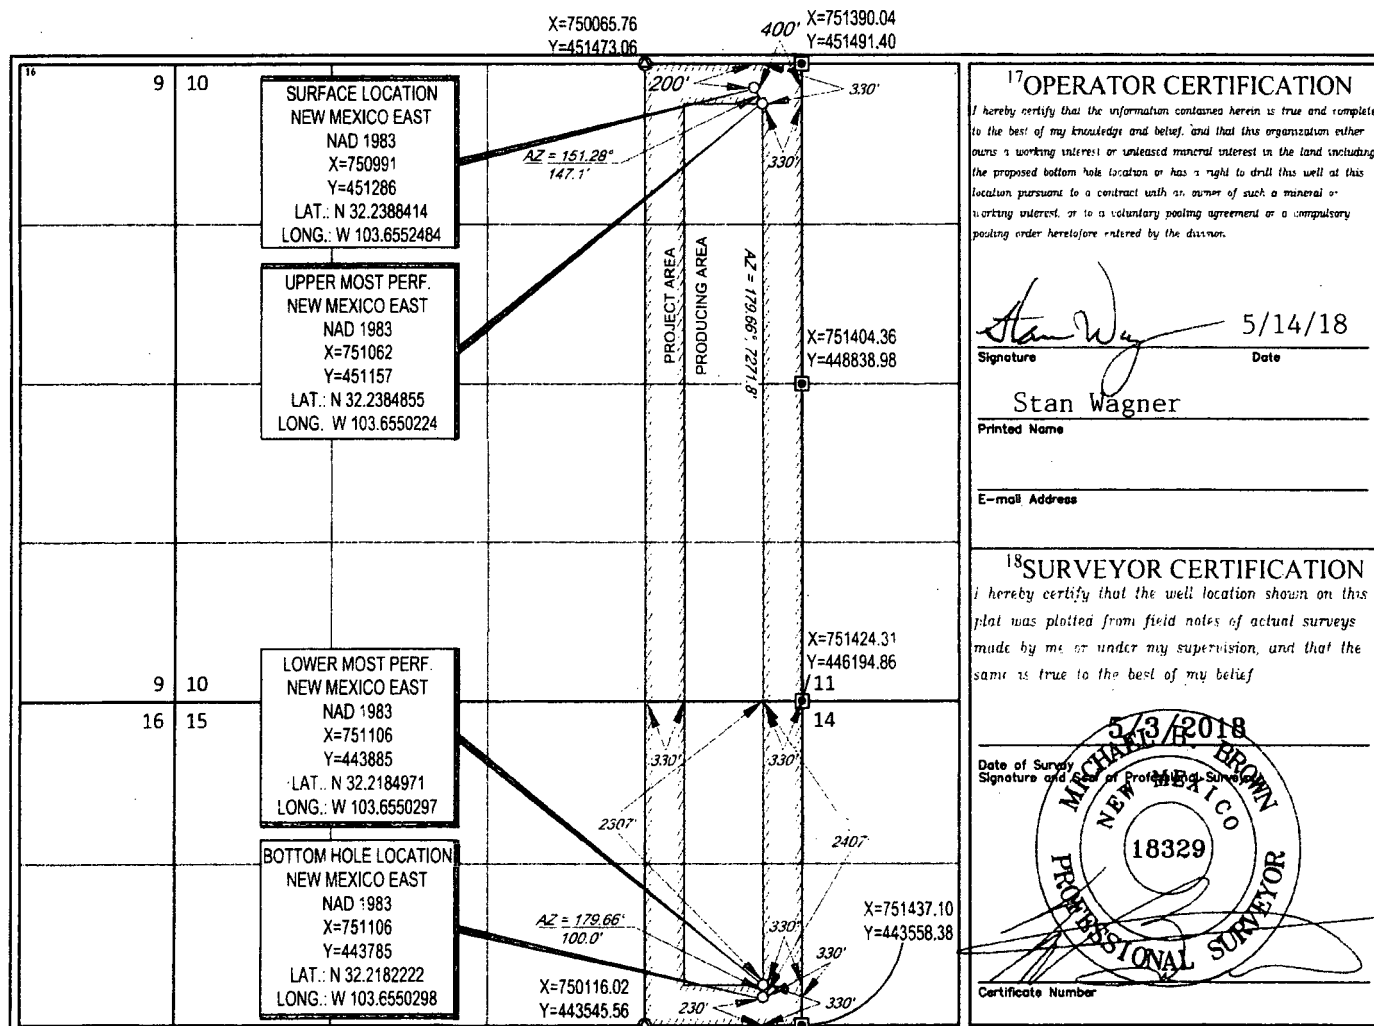 X=750065.76
Y=451473.06
400'
X=751390.04
Y=451491.40
16
9 10
200'
330'
330'
SURFACE LOCATION
NEW MEXICO EAST
NAD 1983
X=750991
Y=451286
LAT.: N 32.2388414
LONG.: W 103.6552484
AZ = 151.28°
147.1'
UPPER MOST PERF.
NEW MEXICO EAST
NAD 1983
X=751062
Y=451157
LAT.: N 32.2384855
LONG. W 103.6550224
PROJECT AREA
PRODUCING AREA
AZ = 179.66°, 7271.8'
X=751404.36
Y=448838.98
X=751424.31
Y=446194.86
9 10
16 15
11
14
LOWER MOST PERF.
NEW MEXICO EAST
NAD 1983
X=751106
Y=443885
LAT.. N 32.2184971
LONG.: W 103.6550297
330'
330'
2307'
2407'
BOTTOM HOLE LOCATION
NEW MEXICO EAST
NAD 1983
X=751106
Y=443785
LAT.: N 32.2182222
LONG.: W 103.6550298
AZ = 179.66°
100.0'
330'
330'
330'
230'
X=750116.02
Y=443545.56
X=751437.10
Y=443558.38
17 OPERATOR CERTIFICATION
I hereby certify that the information contained herein is true and complete
to the best of my knowledge and belief, and that this organization either
owns a working interest or unleased mineral interest in the land including
the proposed bottom hole location or has a right to drill this well at this
location pursuant to a contract with an owner of such a mineral or
working interest, or to a voluntary pooling agreement or a compulsory
pooling order heretofore entered by the division.
Stan Wag
5/14/18
Signature Date
Stan Wagner
Printed Name
E-mail Address
18 SURVEYOR CERTIFICATION
I hereby certify that the well location shown on this
plat was plotted from field notes of actual surveys
made by me or under my supervision, and that the
same is true to the best of my belief
5/3/2018
Date of Survey
Signature and Seal of Professional Surveyor
MICHAEL B. BROWN
NEW MEXICO
18329
PROFESSIONAL SURVEYOR
Certificate Number